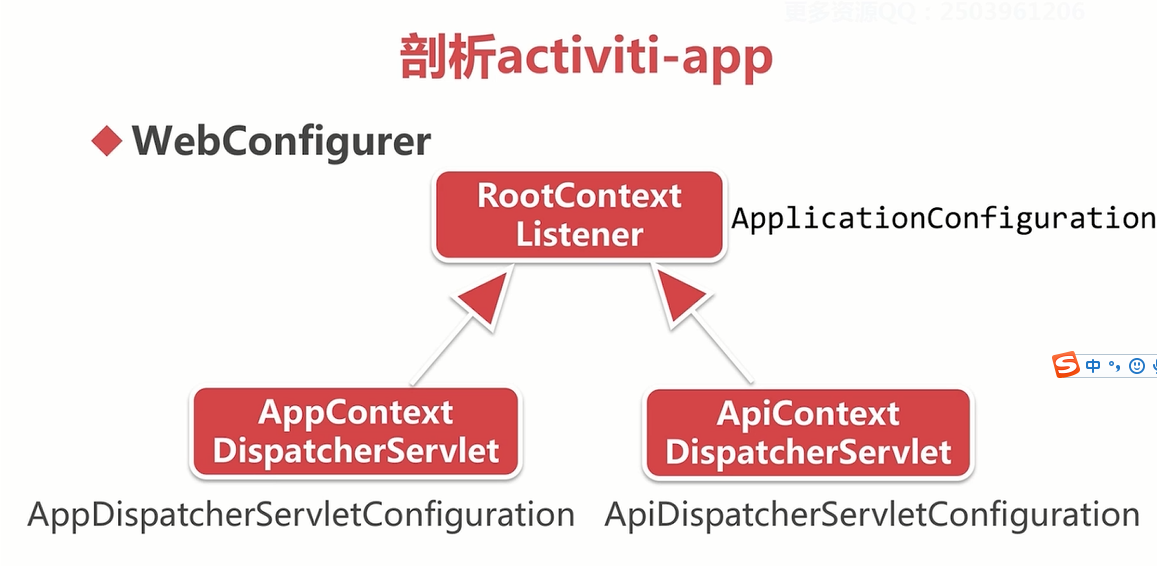 更多资源QQ：2503961206
剖析activiti-app
WebConfigurer
RootContext
Listener
ApplicationConfiguration
AppContext
DispatcherServlet
ApiContext
DispatcherServlet
AppDispatcherServletConfiguration
ApiDispatcherServletConfiguration
中